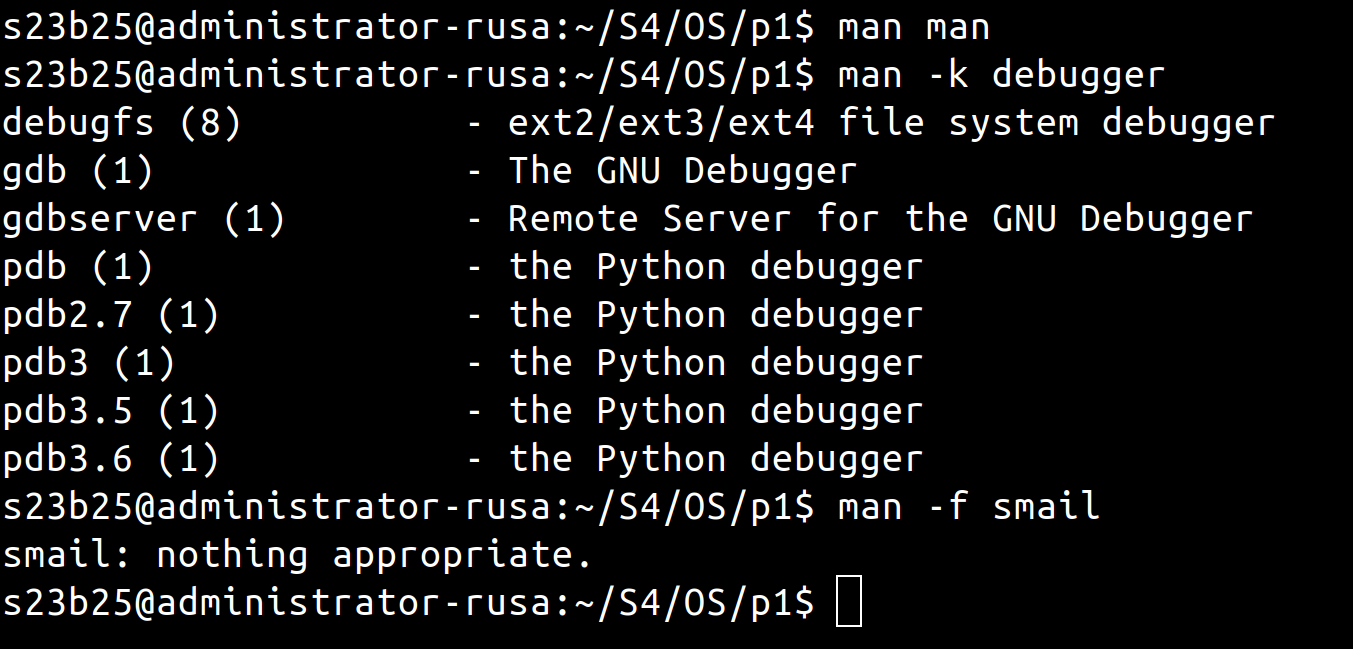 s23b25@administrator-rusa:~/S4/OS/p1$ man man
s23b25@administrator-rusa:~/S4/OS/p1$ man -k debugger
debugfs (8)          - ext2/ext3/ext4 file system debugger
gdb (1)              - The GNU Debugger
gdbserver (1)        - Remote Server for the GNU Debugger
pdb (1)              - the Python debugger
pdb2.7 (1)           - the Python debugger
pdb3 (1)             - the Python debugger
pdb3.5 (1)           - the Python debugger
pdb3.6 (1)           - the Python debugger
s23b25@administrator-rusa:~/S4/OS/p1$ man -f smail
smail: nothing appropriate.
s23b25@administrator-rusa:~/S4/OS/p1$